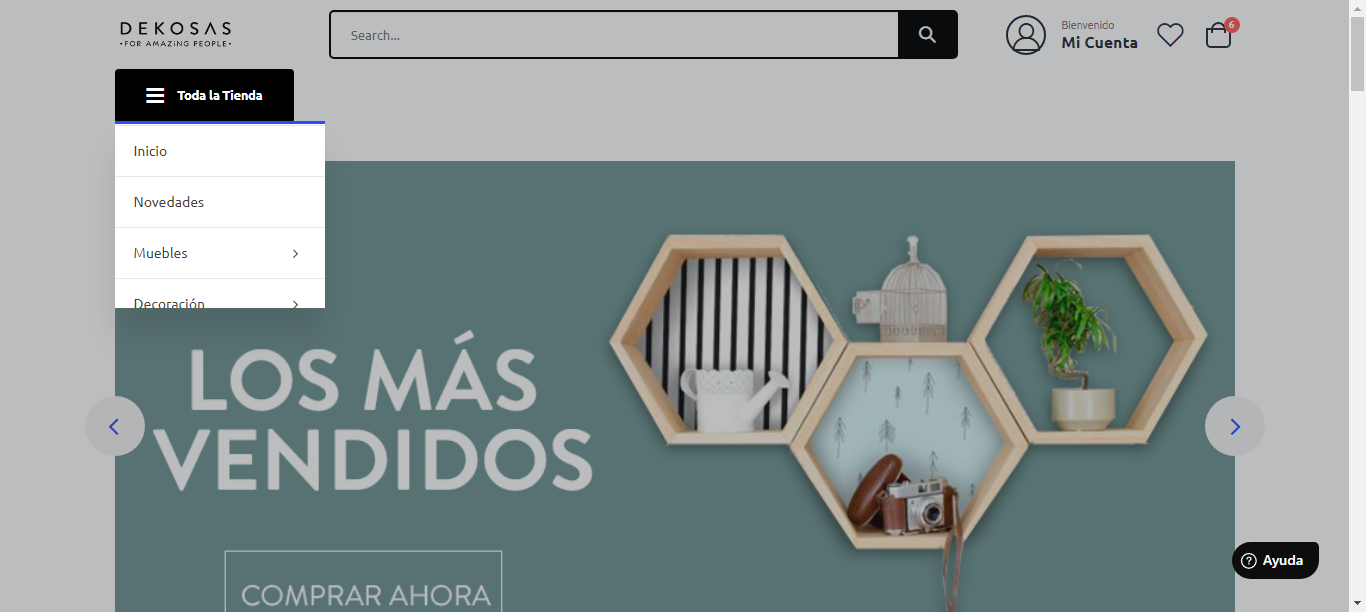 DEKOSAS
•FOR AMAZING PEOPLE•
Search...
Bienvenido
Mi Cuenta
6
Toda la Tienda
Inicio
Novedades
Muebles
Decoración
LOS MÁS
VENDIDOS
COMPRAR AHORA
Ayuda